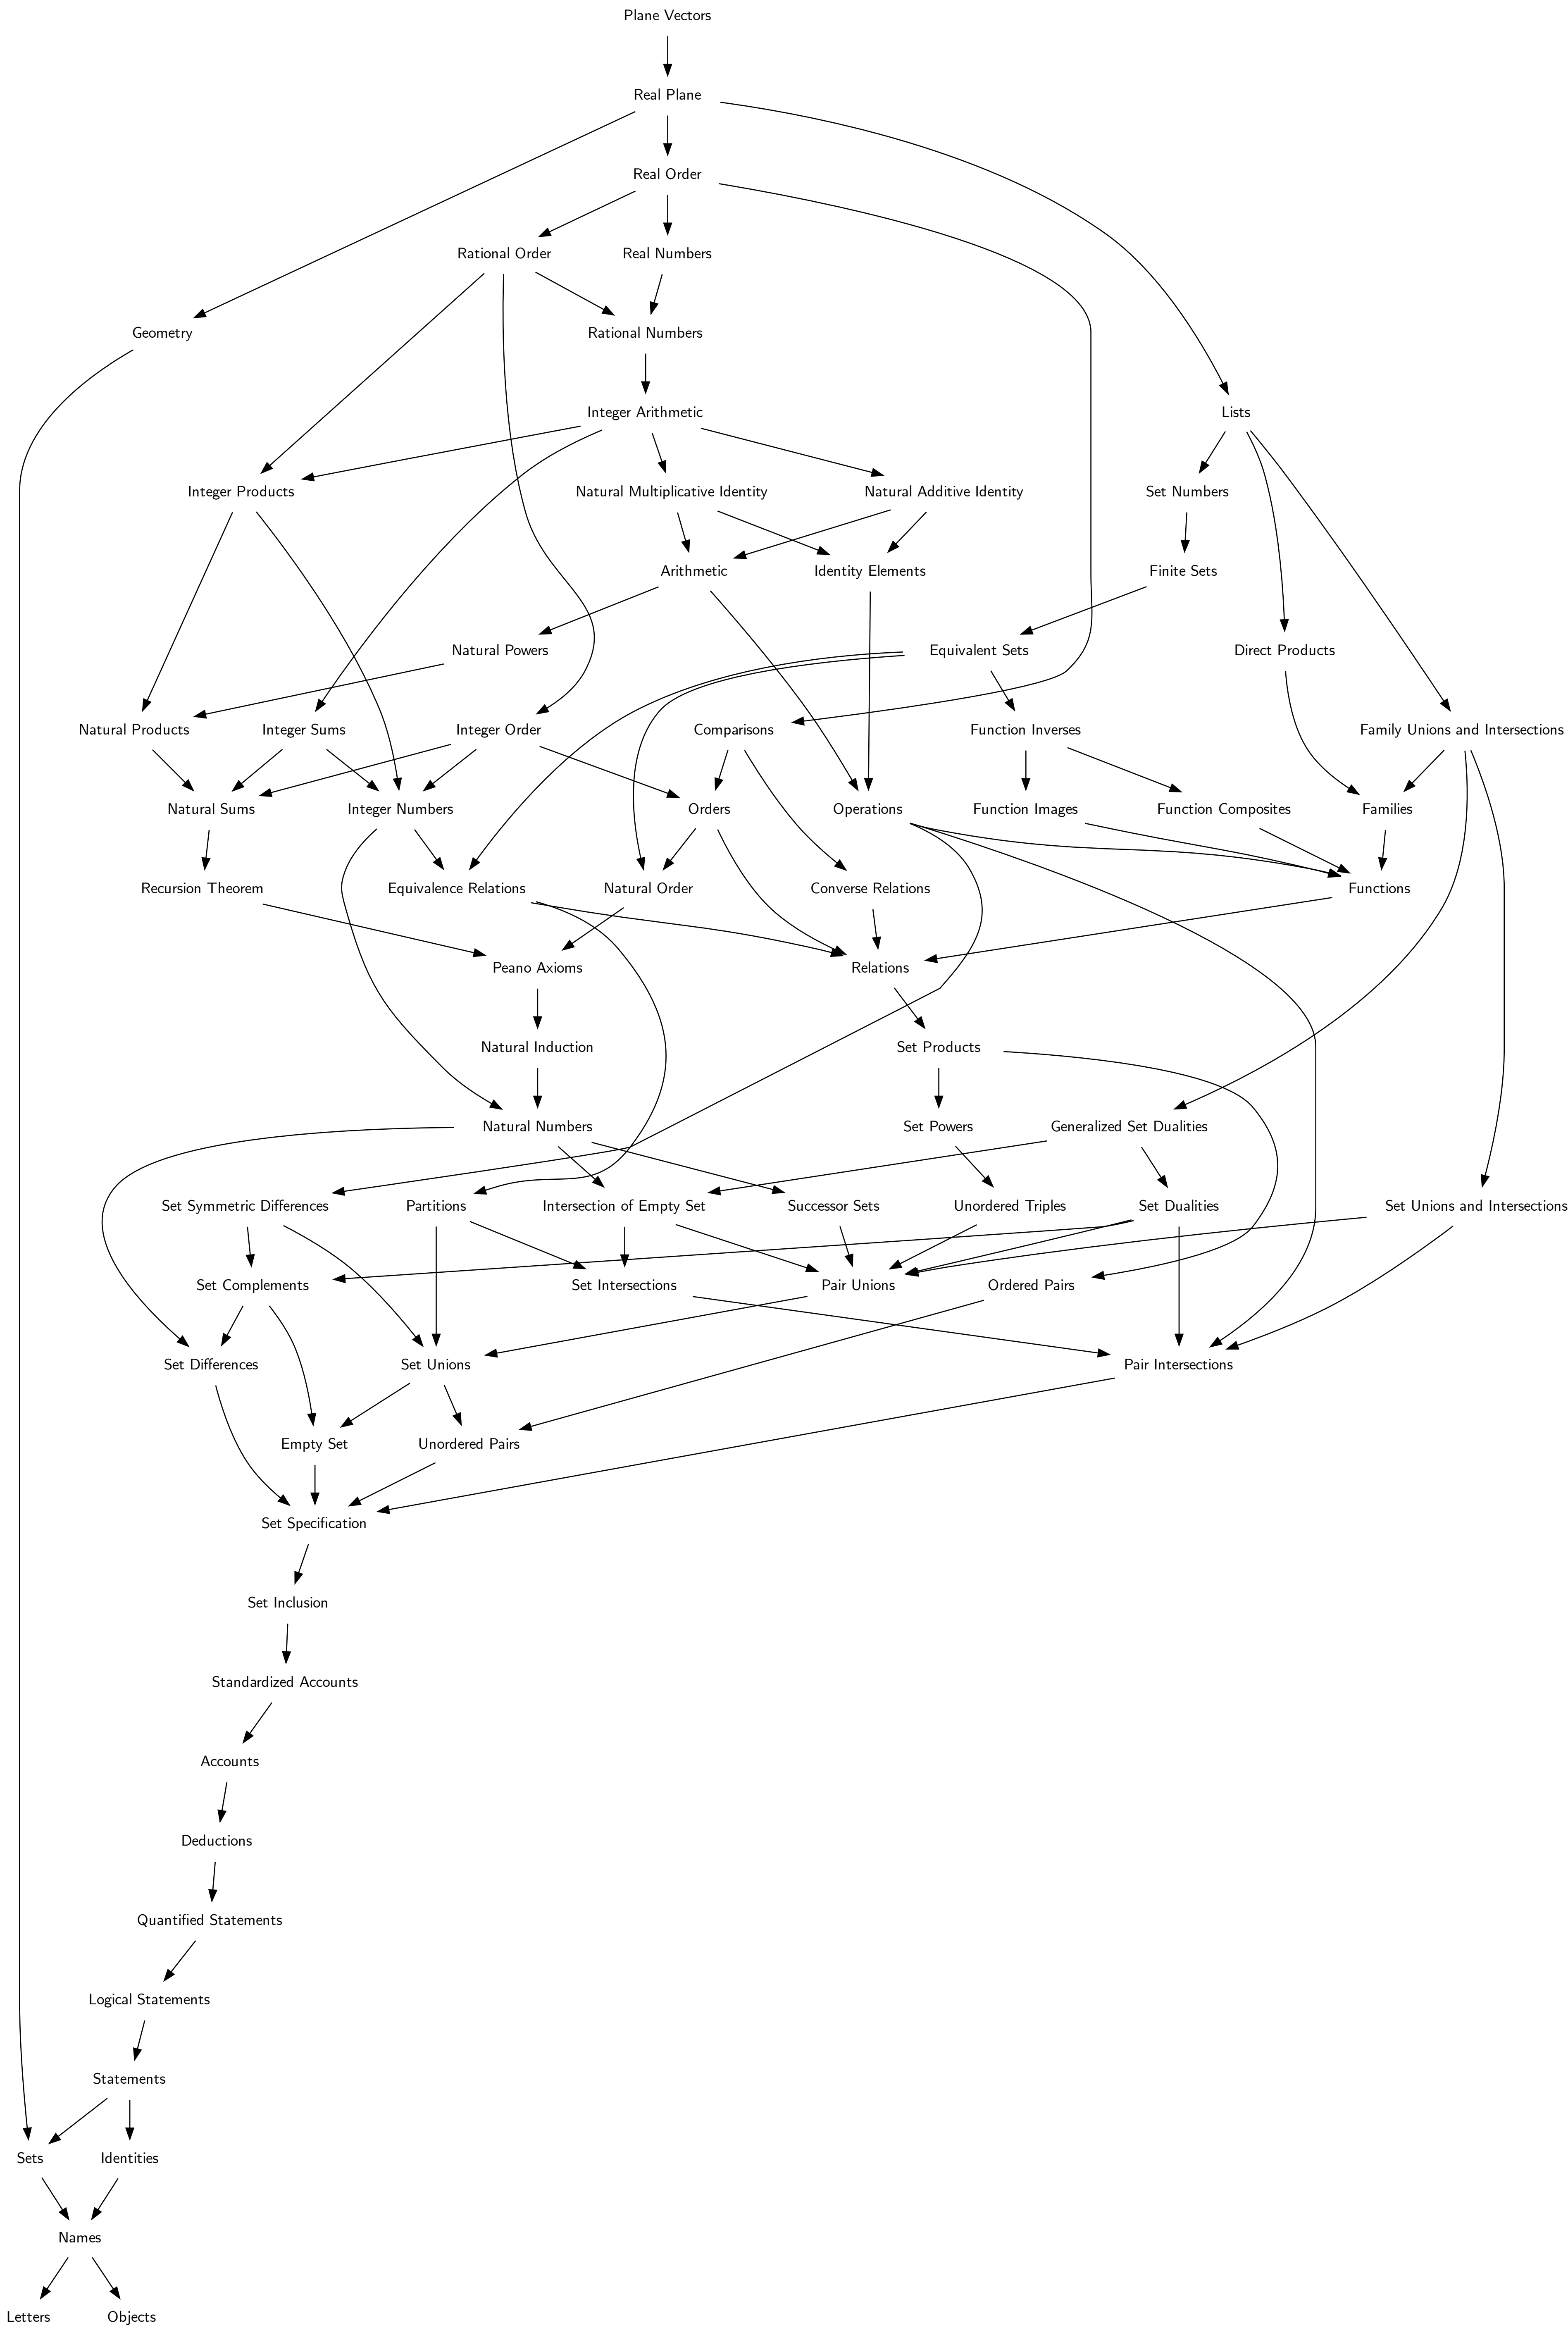 Plane Vectors
Real Plane
Real Order
Rational Order
Real Numbers
Geometry
Rational Numbers
Integer Arithmetic
Lists
Integer Products
Natural Multiplicative Identity
Natural Additive Identity
Set Numbers
Arithmetic
Identity Elements
Finite Sets
Natural Powers
Equivalent Sets
Direct Products
Natural Products
Integer Sums
Integer Order
Comparisons
Function Inverses
Family Unions and Intersections
Natural Sums
Integer Numbers
Orders
Operations
Function Images
Function Composites
Families
Recursion Theorem
Equivalence Relations
Natural Order
Converse Relations
Functions
Peano Axioms
Relations
Natural Induction
Set Products
Natural Numbers
Set Powers
Generalized Set Dualities
Set Symmetric Differences
Partitions
Intersection of Empty Set
Successor Sets
Unordered Triples
Set Dualities
Set Unions and Intersections
Set Complements
Set Intersections
Pair Unions
Ordered Pairs
Set Differences
Set Unions
Pair Intersections
Empty Set
Unordered Pairs
Set Specification
Set Inclusion
Standardized Accounts
Accounts
Deductions
Quantified Statements
Logical Statements
Statements
Sets
Identities
Names
Letters
Objects